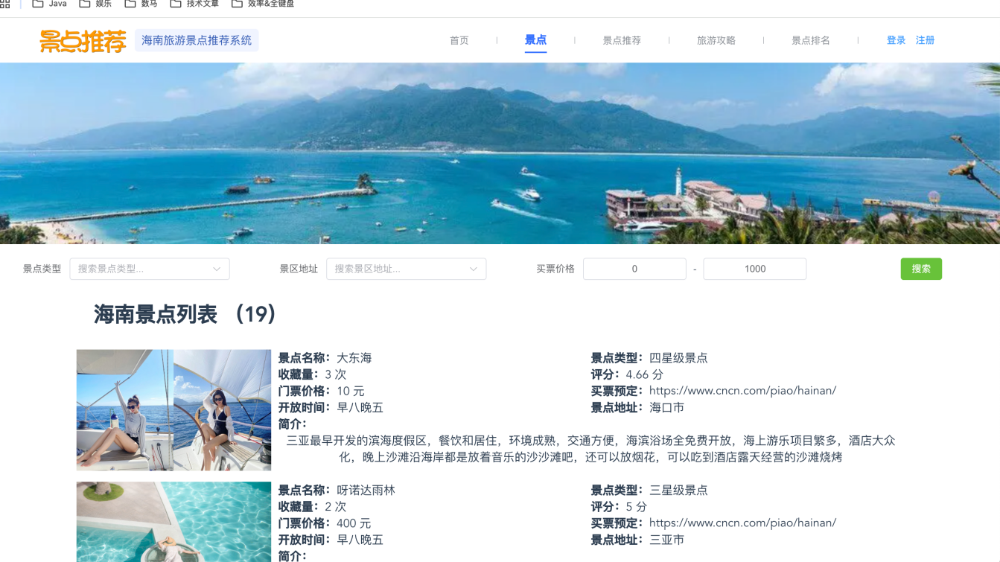 Java 娱乐 数马 技术文章 效率&全键盘
景点推荐 海南旅游景点推荐系统 首页 景点 景点推荐 旅游攻略 景点排名 登录 注册
景点类型 搜索景点类型... 景区地址 搜索景区地址... 买票价格 0 - 1000 搜索
海南景点列表 （19）
景点名称： 大东海 景点类型： 四星级景点
收藏量： 3 次 评分： 4.66 分
门票价格： 10 元 买票预定： https://www.cncn.com/piao/hainan/
开放时间： 早八晚五 景点地址： 海口市
简介：
三亚最早开发的滨海度假区，餐饮和居住，环境成熟，交通方便，海滨浴场全免费开放，海上游乐项目繁多，酒店大众
化，晚上沙滩沿海岸都是放着音乐的沙沙滩吧，还可以放烟花，可以吃到酒店露天经营的沙滩烧烤
景点名称： 呀诺达雨林 景点类型： 三星级景点
收藏量： 2 次 评分： 5 分
门票价格： 400 元 买票预定： https://www.cncn.com/piao/hainan/
开放时间： 早八晚五 景点地址： 三亚市
简介：